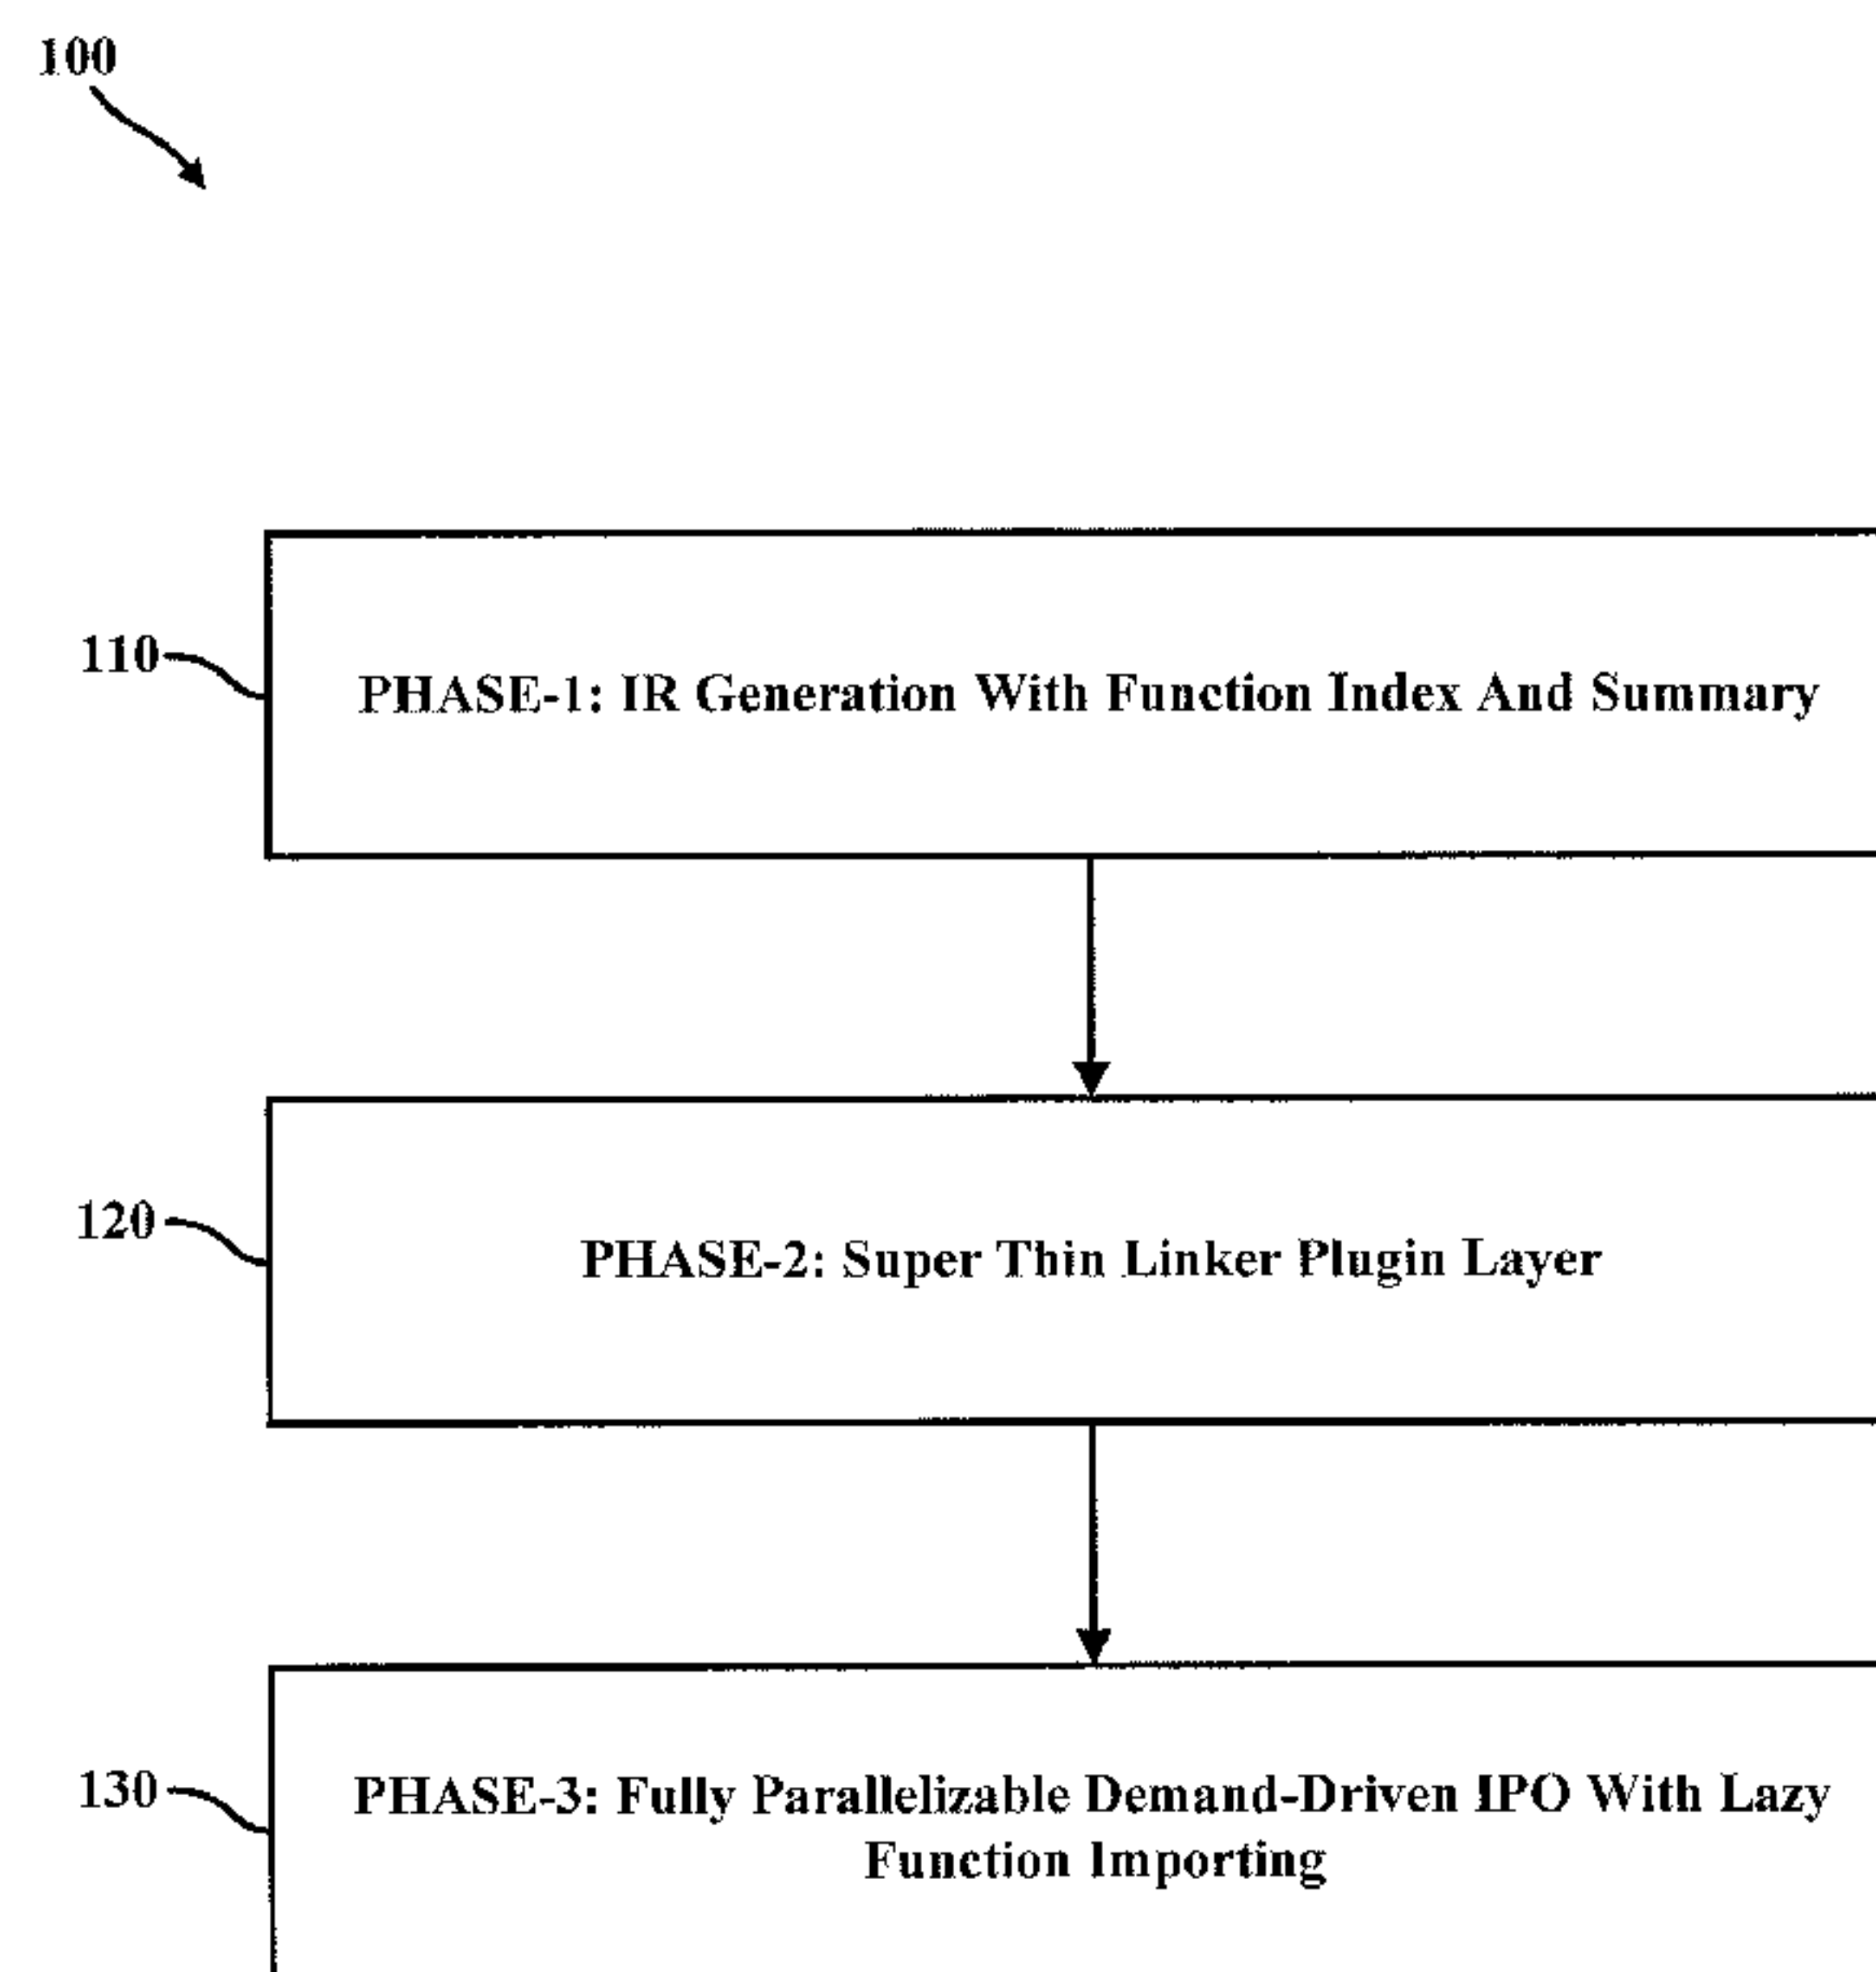 100
110
PHASE-1: IR Generation With Function Index And Summary
120
PHASE-2: Super Thin Linker Plugin Layer
130
PHASE-3: Fully Parallelizable Demand-Driven IPO With Lazy
Function Importing